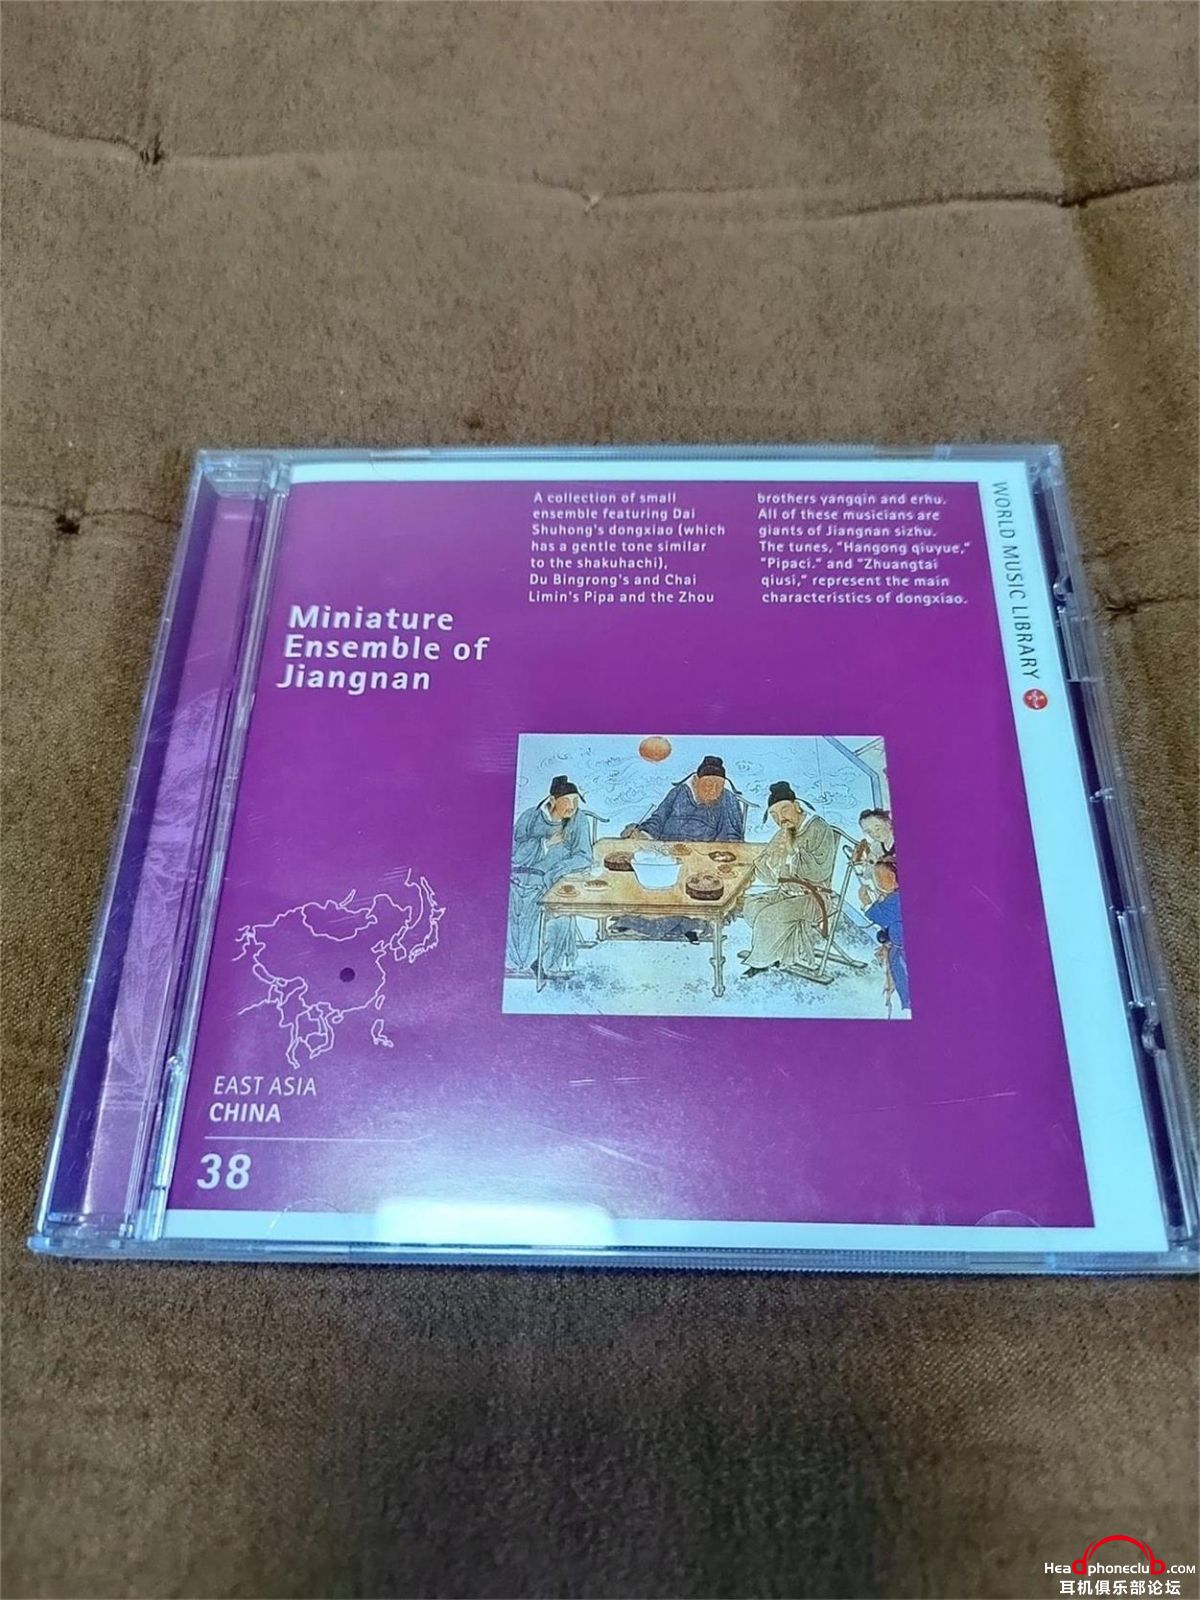 A collection of small
ensemble featuring Dai
Shuhong's dongxiao (which
has a gentle tone similar
to the shakuhachi),
Du Bingrong's and Chai
Limin's Pipa and the Zhou
brothers yangqin and erhu.
All of these musicians are
giants of Jiangnan sizhu.
The tunes, "Hangong qiuyue,"
"Pipaci." and "Zhuangtai
qiusi," represent the main
characteristics of dongxiao.
WORLD MUSIC LIBRARY
Miniature
Ensemble of
Jiangnan
EAST ASIA
CHINA
38
Headphoneclub.com
耳机俱乐部论坛